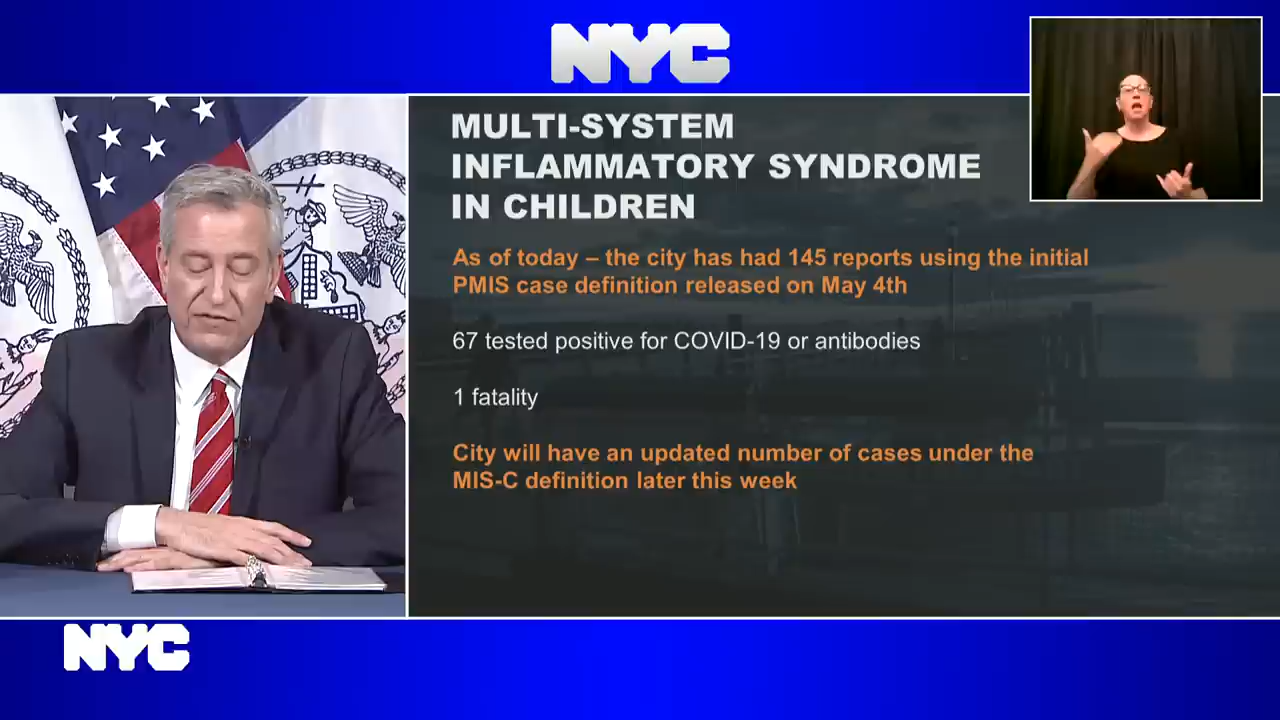 NYC
MULTI-SYSTEM
INFLAMMATORY SYNDROME
IN CHILDREN
As of today – the city has had 145 reports using the initial
PMIS case definition released on May 4th
67 tested positive for COVID-19 or antibodies
1 fatality
City will have an updated number of cases under the
MIS-C definition later this week
NYC